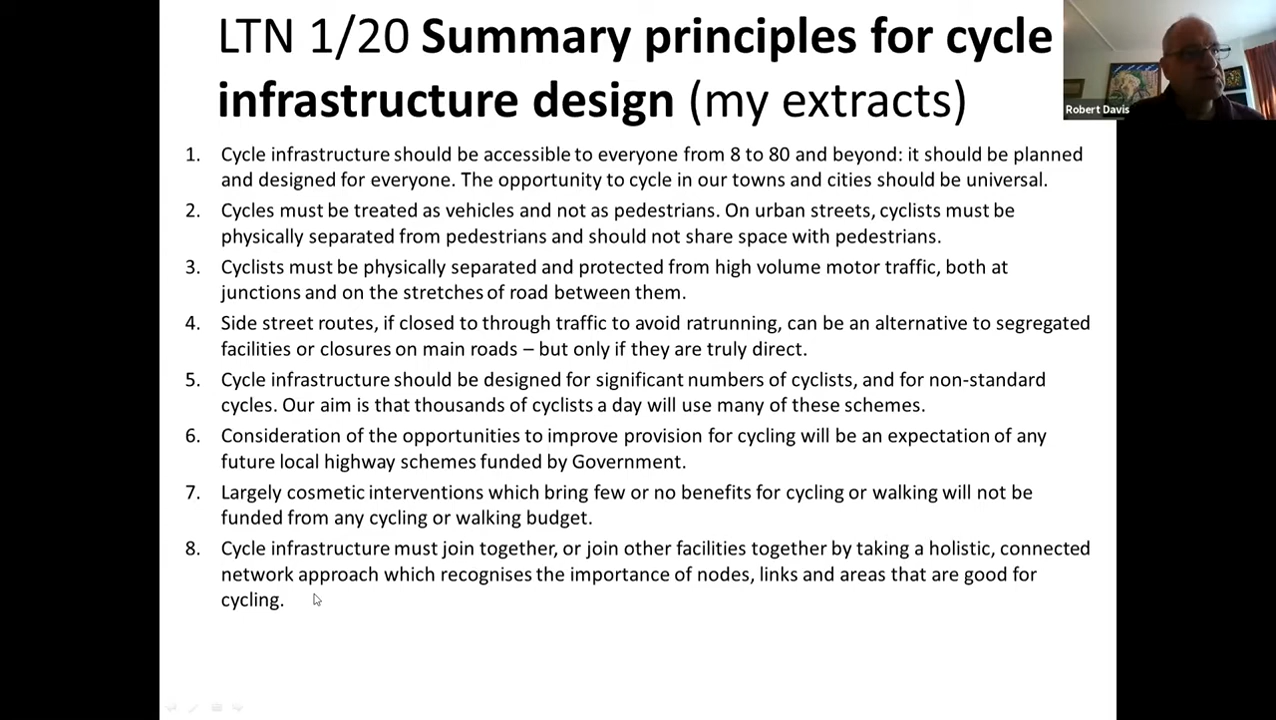 LTN 1/20 Summary principles for cycle
infrastructure design (my extracts)
Robert Davis
1. Cycle infrastructure should be accessible to everyone from 8 to 80 and beyond: it should be planned
and designed for everyone. The opportunity to cycle in our towns and cities should be universal.
2. Cycles must be treated as vehicles and not as pedestrians. On urban streets, cyclists must be
physically separated from pedestrians and should not share space with pedestrians.
3. Cyclists must be physically separated and protected from high volume motor traffic, both at
junctions and on the stretches of road between them.
4. Side street routes, if closed to through traffic to avoid ratrunning, can be an alternative to segregated
facilities or closures on main roads – but only if they are truly direct.
5. Cycle infrastructure should be designed for significant numbers of cyclists, and for non-standard
cycles. Our aim is that thousands of cyclists a day will use many of these schemes.
6. Consideration of the opportunities to improve provision for cycling will be an expectation of any
future local highway schemes funded by Government.
7. Largely cosmetic interventions which bring few or no benefits for cycling or walking will not be
funded from any cycling or walking budget.
8. Cycle infrastructure must join together, or join other facilities together by taking a holistic, connected
network approach which recognises the importance of nodes, links and areas that are good for
cycling.